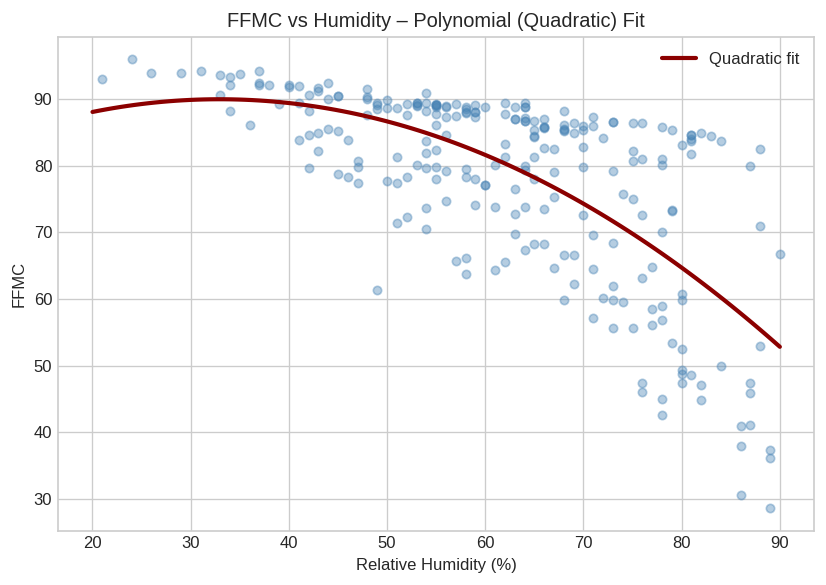 FFMC vs Humidity – Polynomial (Quadratic) Fit
Quadratic fit
FFMC
90
80
70
60
50
40
30
20 30 40 50 60 70 80 90
Relative Humidity (%)